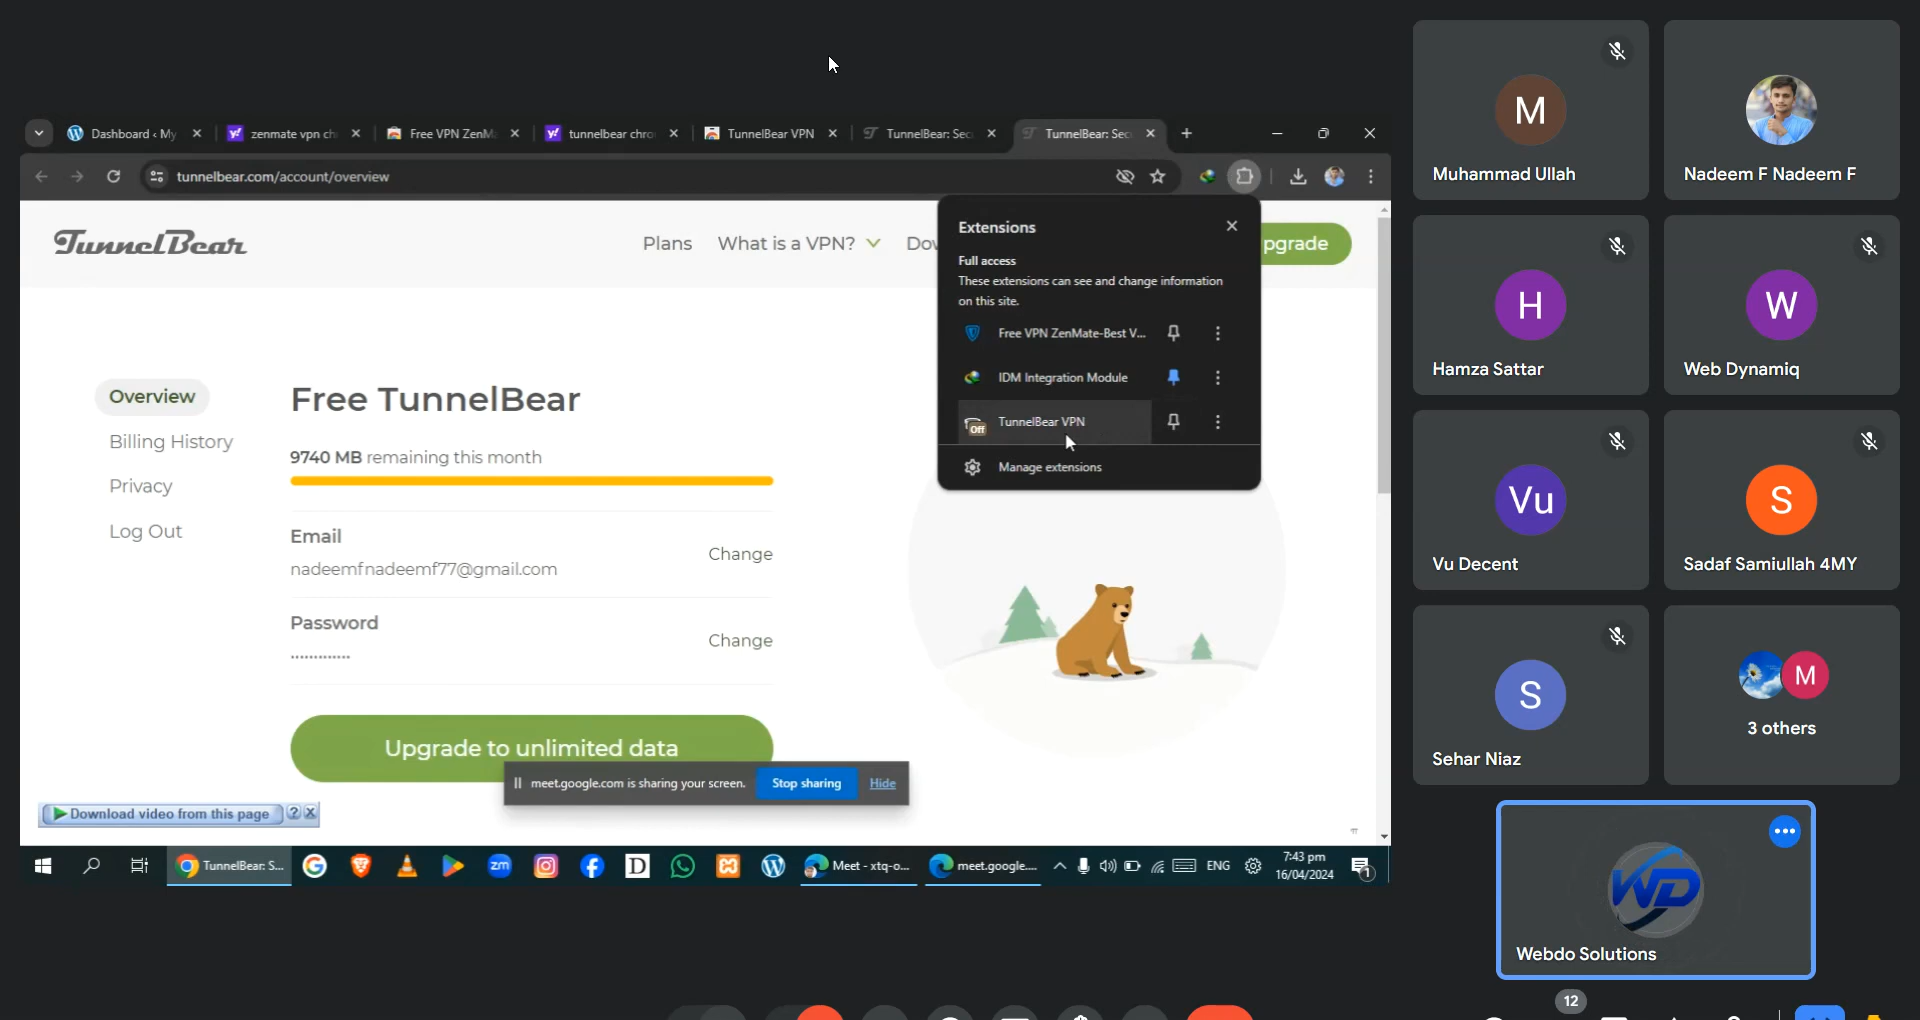 Dashboard ‹ My
zenmate vpn ch
Free VPN ZenM
tunnelbear chro
TunnelBear VPN
TunnelBear: Sec
TunnelBear: Sec
tunnelbear.com/account/overview
TunnelBear
Plans
What is a VPN?
Dow
pgrade
Extensions
Full access
These extensions can see and change information
on this site.
Free VPN ZenMate-Best V...
IDM Integration Module
Off
TunnelBear VPN
Manage extensions
Overview
Billing History
Privacy
Log Out
Free TunnelBear
9740 MB remaining this month
Email
nadeemfnadeemf77@gmail.com
Change
Password
.............
Change
Upgrade to unlimited data
meet.google.com is sharing your screen.
Stop sharing
Hide
Download video from this page
?
X
TunnelBear: S...
G
zm
D
Meet - xtq-o...
meet.google....
ENG
7:43 pm
16/04/2024
1
M
Muhammad Ullah
Nadeem F Nadeem F
H
Hamza Sattar
W
Web Dynamiq
Vu
Vu Decent
S
Sadaf Samiullah 4MY
S
Sehar Niaz
M
3 others
WD
Webdo Solutions
12